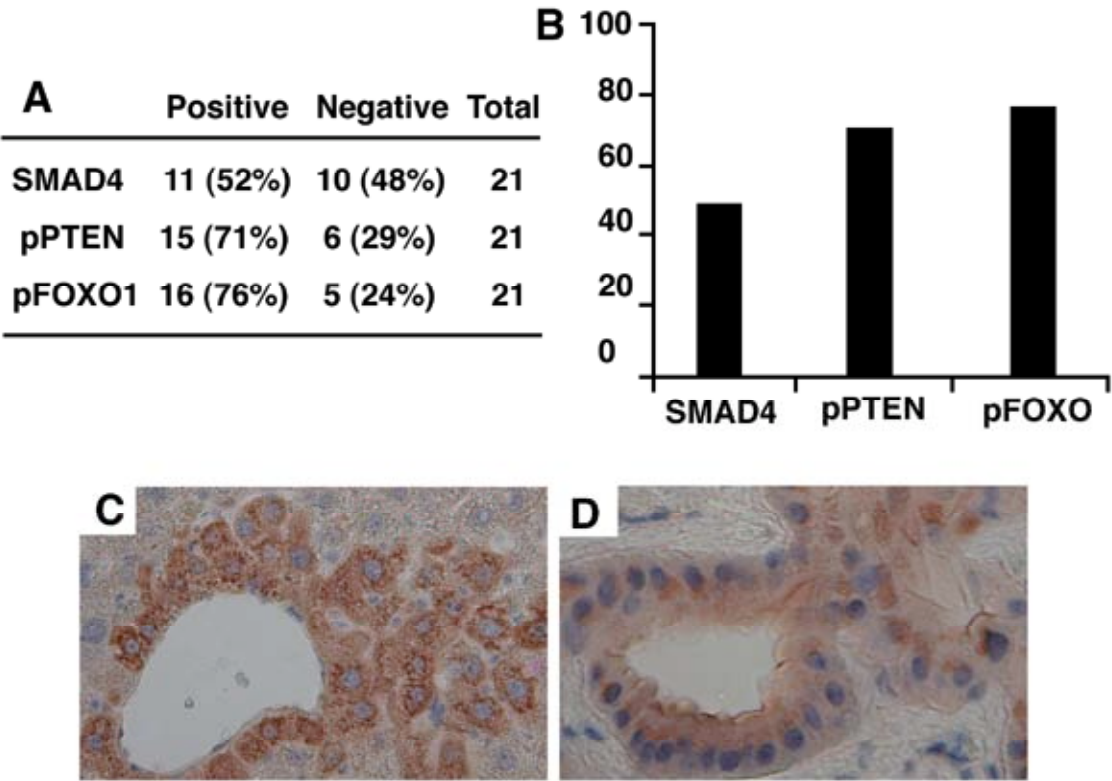 A
Positive Negative Total
SMAD4 11 (52%) 10 (48%) 21
pPTEN 15 (71%) 6 (29%) 21
pFOXO1 16 (76%) 5 (24%) 21
B
100
80
60
40
20
0
SMAD4 pPTEN pFOXO
C
D